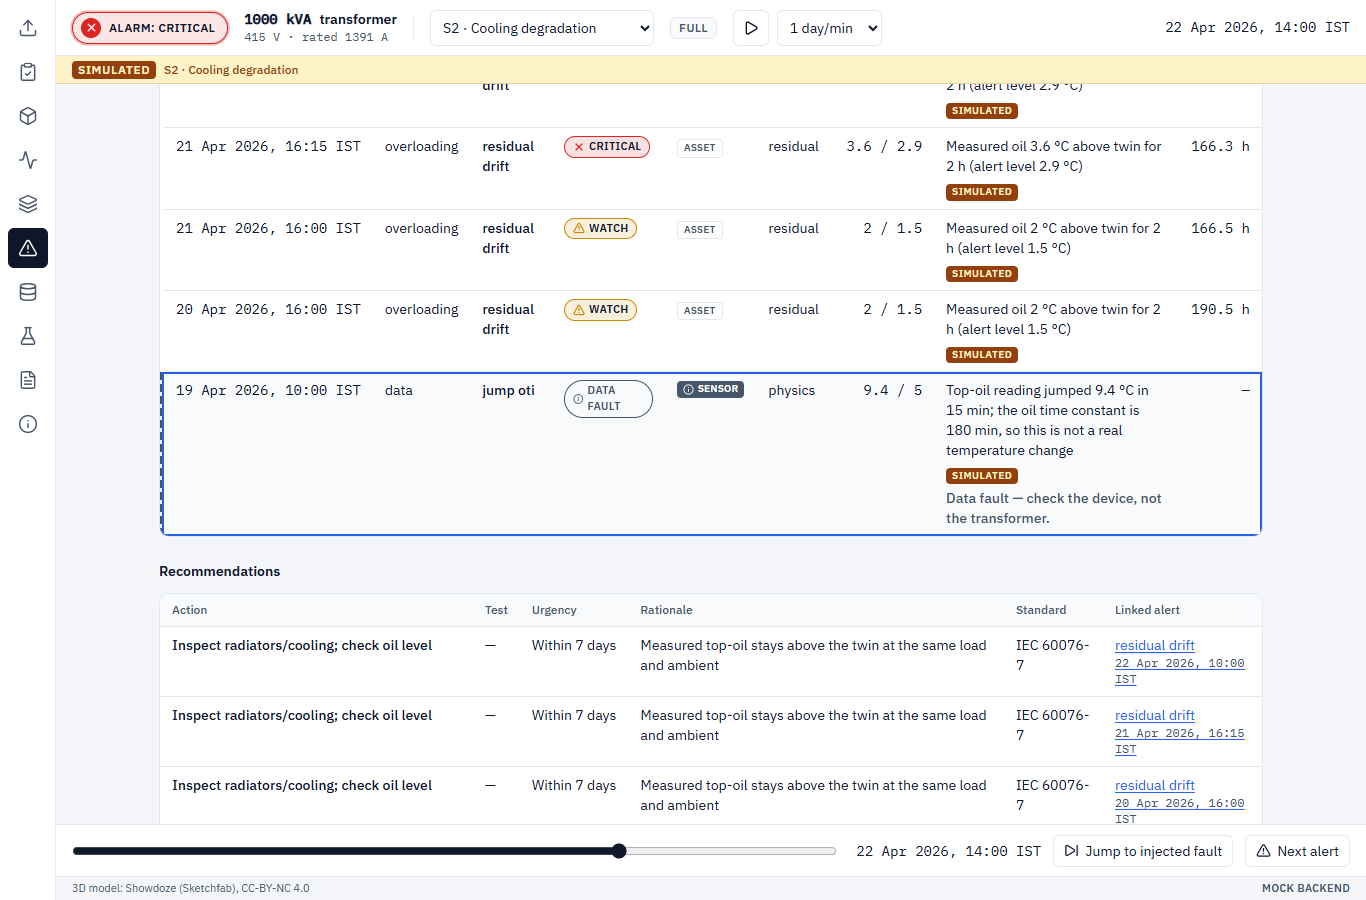 ALARM: CRITICAL
1000 kVA transformer
415 V · rated 1391 A
S2 · Cooling degradation
FULL
1 day/min
22 Apr 2026, 14:00 IST
SIMULATED S2 · Cooling degradation
drift
2 h (alert level 2.9 °C)
SIMULATED
21 Apr 2026, 16:15 IST overloading residual CRITICAL ASSET residual 3.6 / 2.9 Measured oil 3.6 °C above twin for 166.3 h
drift 2 h (alert level 2.9 °C)
SIMULATED
21 Apr 2026, 16:00 IST overloading residual WATCH ASSET residual 2 / 1.5 Measured oil 2 °C above twin for 2 166.5 h
drift h (alert level 1.5 °C)
SIMULATED
20 Apr 2026, 16:00 IST overloading residual WATCH ASSET residual 2 / 1.5 Measured oil 2 °C above twin for 2 190.5 h
drift h (alert level 1.5 °C)
SIMULATED
19 Apr 2026, 10:00 IST data jump oti DATA SENSOR physics 9.4 / 5 Top-oil reading jumped 9.4 °C in —
FAULT 15 min; the oil time constant is
180 min, so this is not a real
temperature change
SIMULATED
Data fault — check the device, not
the transformer.
Recommendations
Action Test Urgency Rationale Standard Linked alert
Inspect radiators/cooling; check oil level — Within 7 days Measured top-oil stays above the twin at the same load IEC 60076- residual drift
and ambient 7 22 Apr 2026, 10:00
IST
Inspect radiators/cooling; check oil level — Within 7 days Measured top-oil stays above the twin at the same load IEC 60076- residual drift
and ambient 7 21 Apr 2026, 16:15
IST
Inspect radiators/cooling; check oil level — Within 7 days Measured top-oil stays above the twin at the same load IEC 60076- residual drift
and ambient 7 20 Apr 2026, 16:00
IST
22 Apr 2026, 14:00 IST Jump to injected fault Next alert
3D model: Showdoze (Sketchfab), CC-BY-NC 4.0 MOCK BACKEND